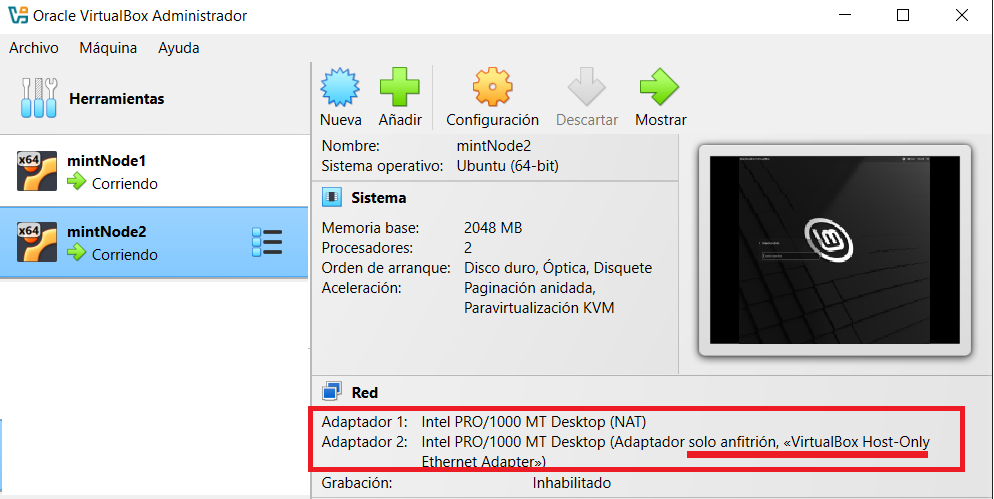 Oracle VirtualBox Administrador
Archivo Máquina Ayuda
Herramientas
x64
mintNode1
Corriendo
x64
mintNode2
Corriendo
Nueva Añadir Configuración Descartar Mostrar
Nombre: mintNode2
Sistema operativo: Ubuntu (64-bit)
Sistema
Memoria base: 2048 MB
Procesadores: 2
Orden de arranque: Disco duro, Óptica, Disquete
Aceleración: Paginación anidada,
Paravirtualización KVM
Red
Adaptador 1: Intel PRO/1000 MT Desktop (NAT)
Adaptador 2: Intel PRO/1000 MT Desktop (Adaptador solo anfitrión, «VirtualBox Host-Only
Ethernet Adapter»)
Grabación: Inhabilitado